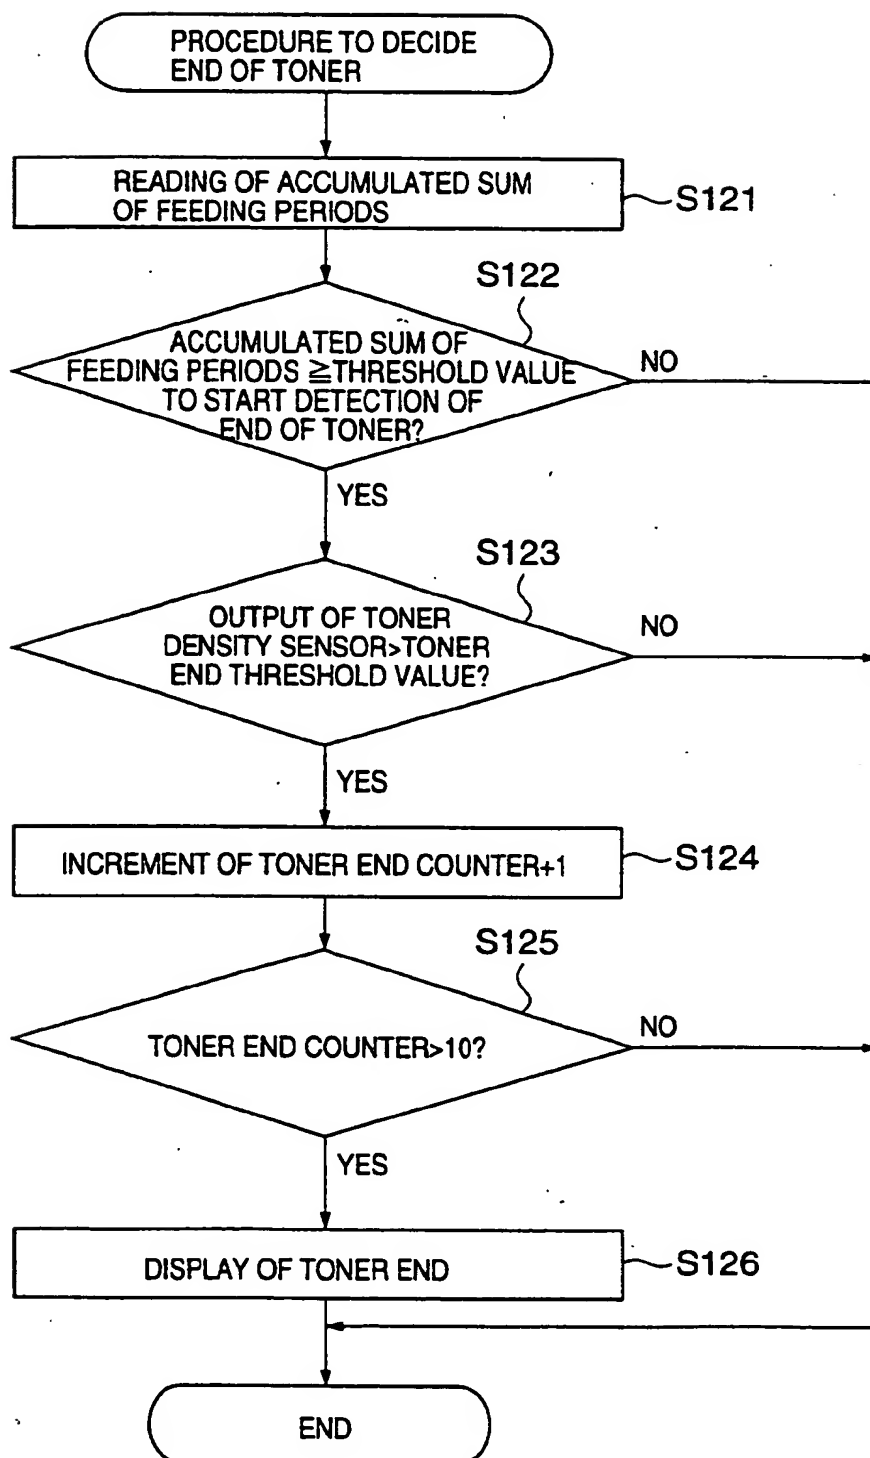 PROCEDURE TO DECIDE
END OF TONER
READING OF ACCUMULATED SUM
OF FEEDING PERIODS
S121
S122
ACCUMULATED SUM OF
FEEDING PERIODS ≧THRESHOLD VALUE
TO START DETECTION OF
END OF TONER?
NO
YES
S123
OUTPUT OF TONER
DENSITY SENSOR>TONER
END THRESHOLD VALUE?
NO
YES
INCREMENT OF TONER END COUNTER+1
S124
S125
TONER END COUNTER>10?
NO
YES
DISPLAY OF TONER END
S126
END